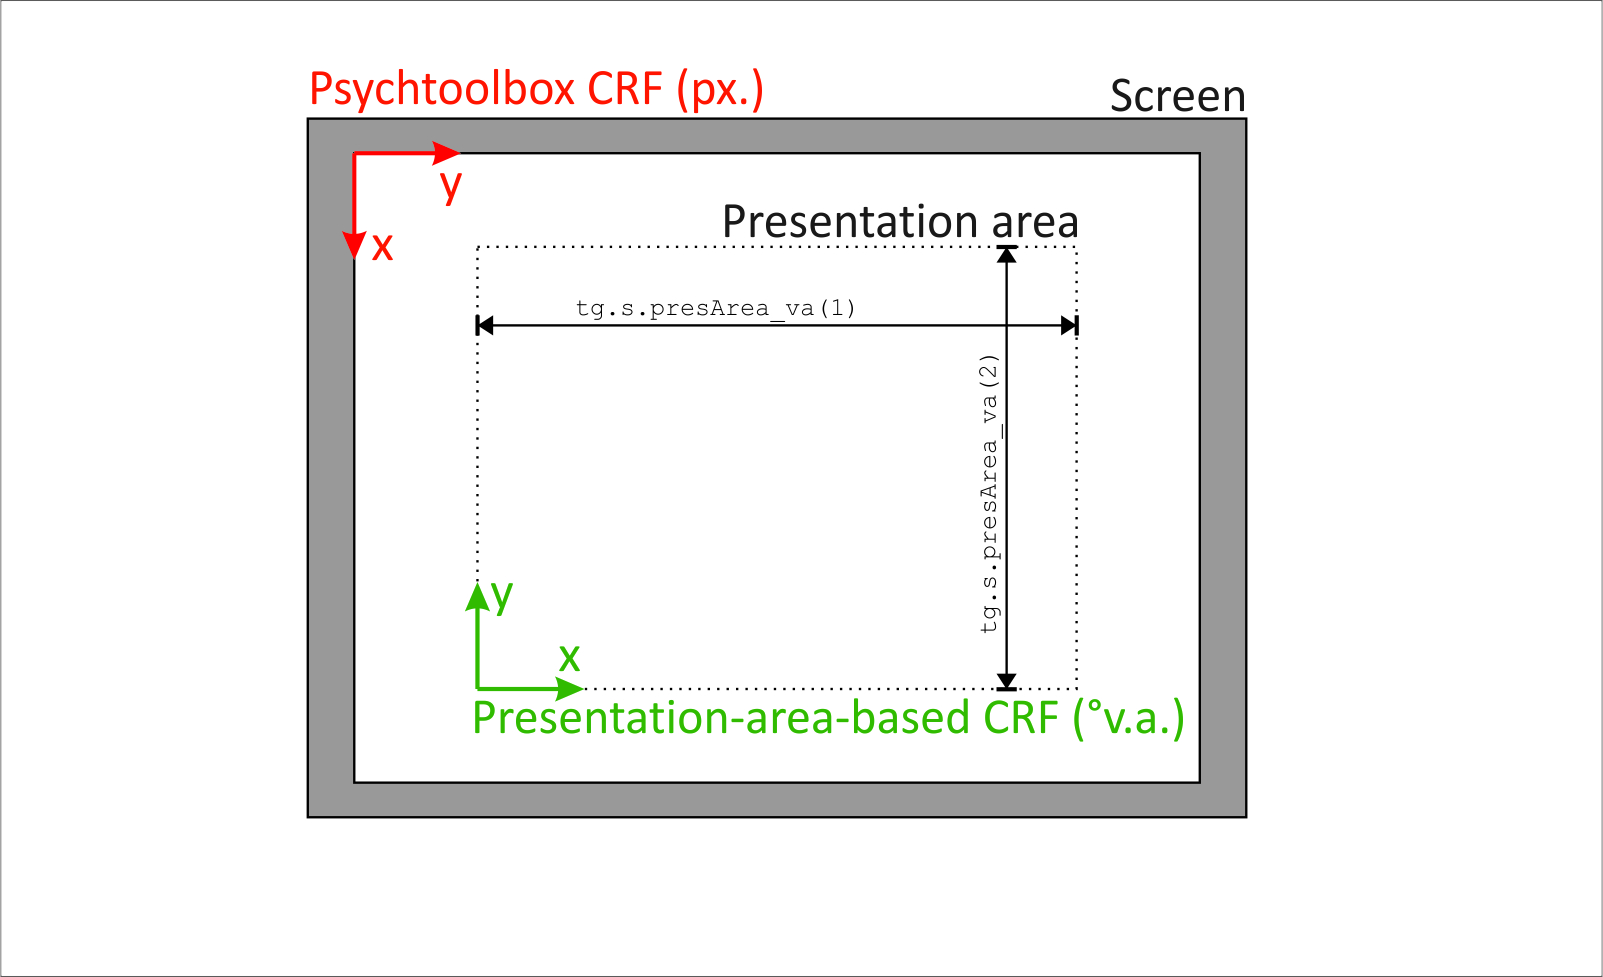 Psychtoolbox CRF (px.)
Screen
y
x
Presentation area
tg.s.presArea_va(1)
tg.s.presArea_va(2)
y
x
Presentation-area-based CRF (°v.a.)